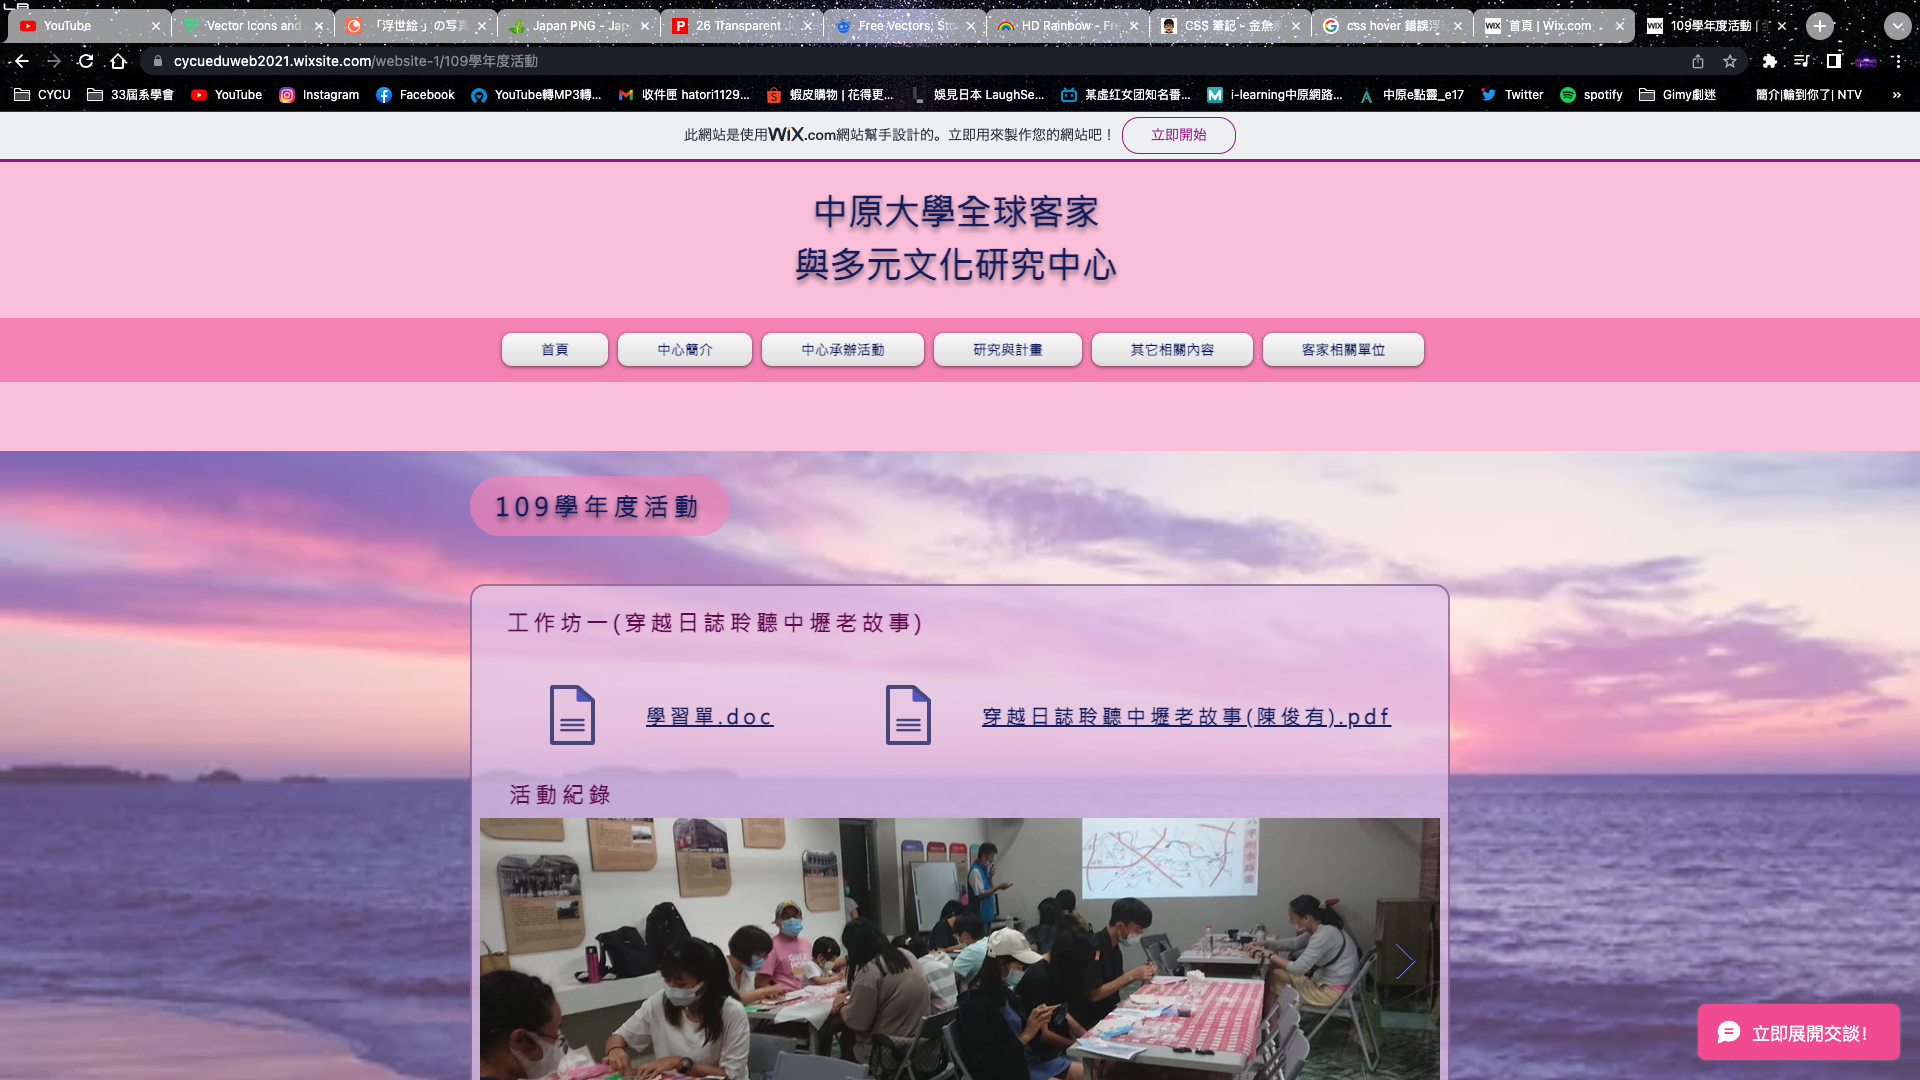 YouTube
Vector Icons and
「浮世絵」の写真
Japan PNG - Jap
26 Transparent
Free Vectors, Sto
HD Rainbow - Fre
CSS 筆記 - 金魚
css hover 錯誤浮
首頁 | Wix.com
109學年度活動 |
cycueduweb2021.wixsite.com/website-1/109學年度活動
CYCU
33屆系學會
YouTube
Instagram
Facebook
YouTube轉MP3轉...
收件匣 hatori1129...
蝦皮購物 | 花得更...
娛見日本 LaughSe...
某虚红女团知名番...
i-learning中原網路...
中原e點靈_e17
Twitter
spotify
Gimy劇迷
簡介|輪到你了| NTV
»
此網站是使用WiX.com網站幫手設計的。立即用來製作您的網站吧！
立即開始
中原大學全球客家
與多元文化研究中心
首頁
中心簡介
中心承辦活動
研究與計畫
其它相關內容
客家相關單位
109學年度活動
工作坊一(穿越日誌聆聽中壢老故事)
學習單.doc
穿越日誌聆聽中壢老故事(陳俊有).pdf
活動紀錄
立即展開交談!